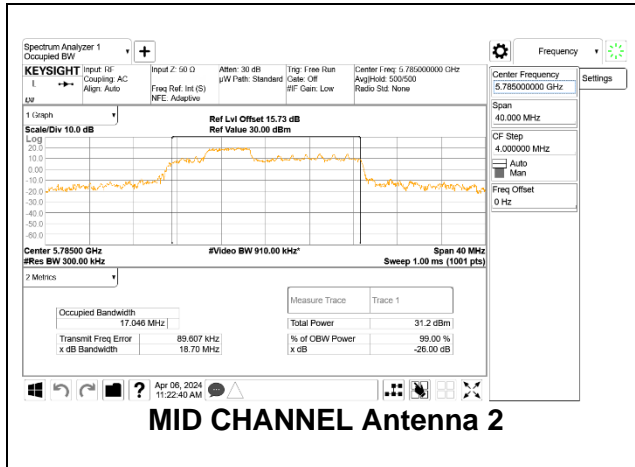 Spectrum Analyzer 1
Occupied BW
+
Frequency
KEYSIGHT Input: RF Input Z: 50 Ω Atten: 30 dB Trig: Free Run Center Freq: 5.785000000 GHz
Coupling: AC µW Path: Standard Gate: Off Avg|Hold: 500/500
L Align: Auto Freq Ref: Int (S) #IF Gain: Low Radio Std: None
NFE: Adaptive
Center Frequency
5.785000000 GHz
Settings
Span
40.000 MHz
CF Step
4.000000 MHz
Auto
Man
Freq Offset
0 Hz
1 Graph
Ref Lvl Offset 15.73 dB
Scale/Div 10.0 dB Ref Value 30.00 dBm
Log
20.0
10.0
0.00
-10.0
-20.0
-30.0
-40.0
-50.0
-60.0
Center 5.78500 GHz #Video BW 910.00 kHz* Span 40 MHz
#Res BW 300.00 kHz Sweep 1.00 ms (1001 pts)
2 Metrics
Measure Trace Trace 1
Occupied Bandwidth
17.046 MHz Total Power 31.2 dBm
Transmit Freq Error 89.607 kHz % of OBW Power 99.00 %
x dB Bandwidth 18.70 MHz x dB -26.00 dB
? Apr 06, 2024
11:22:40 AM
MID CHANNEL Antenna 2